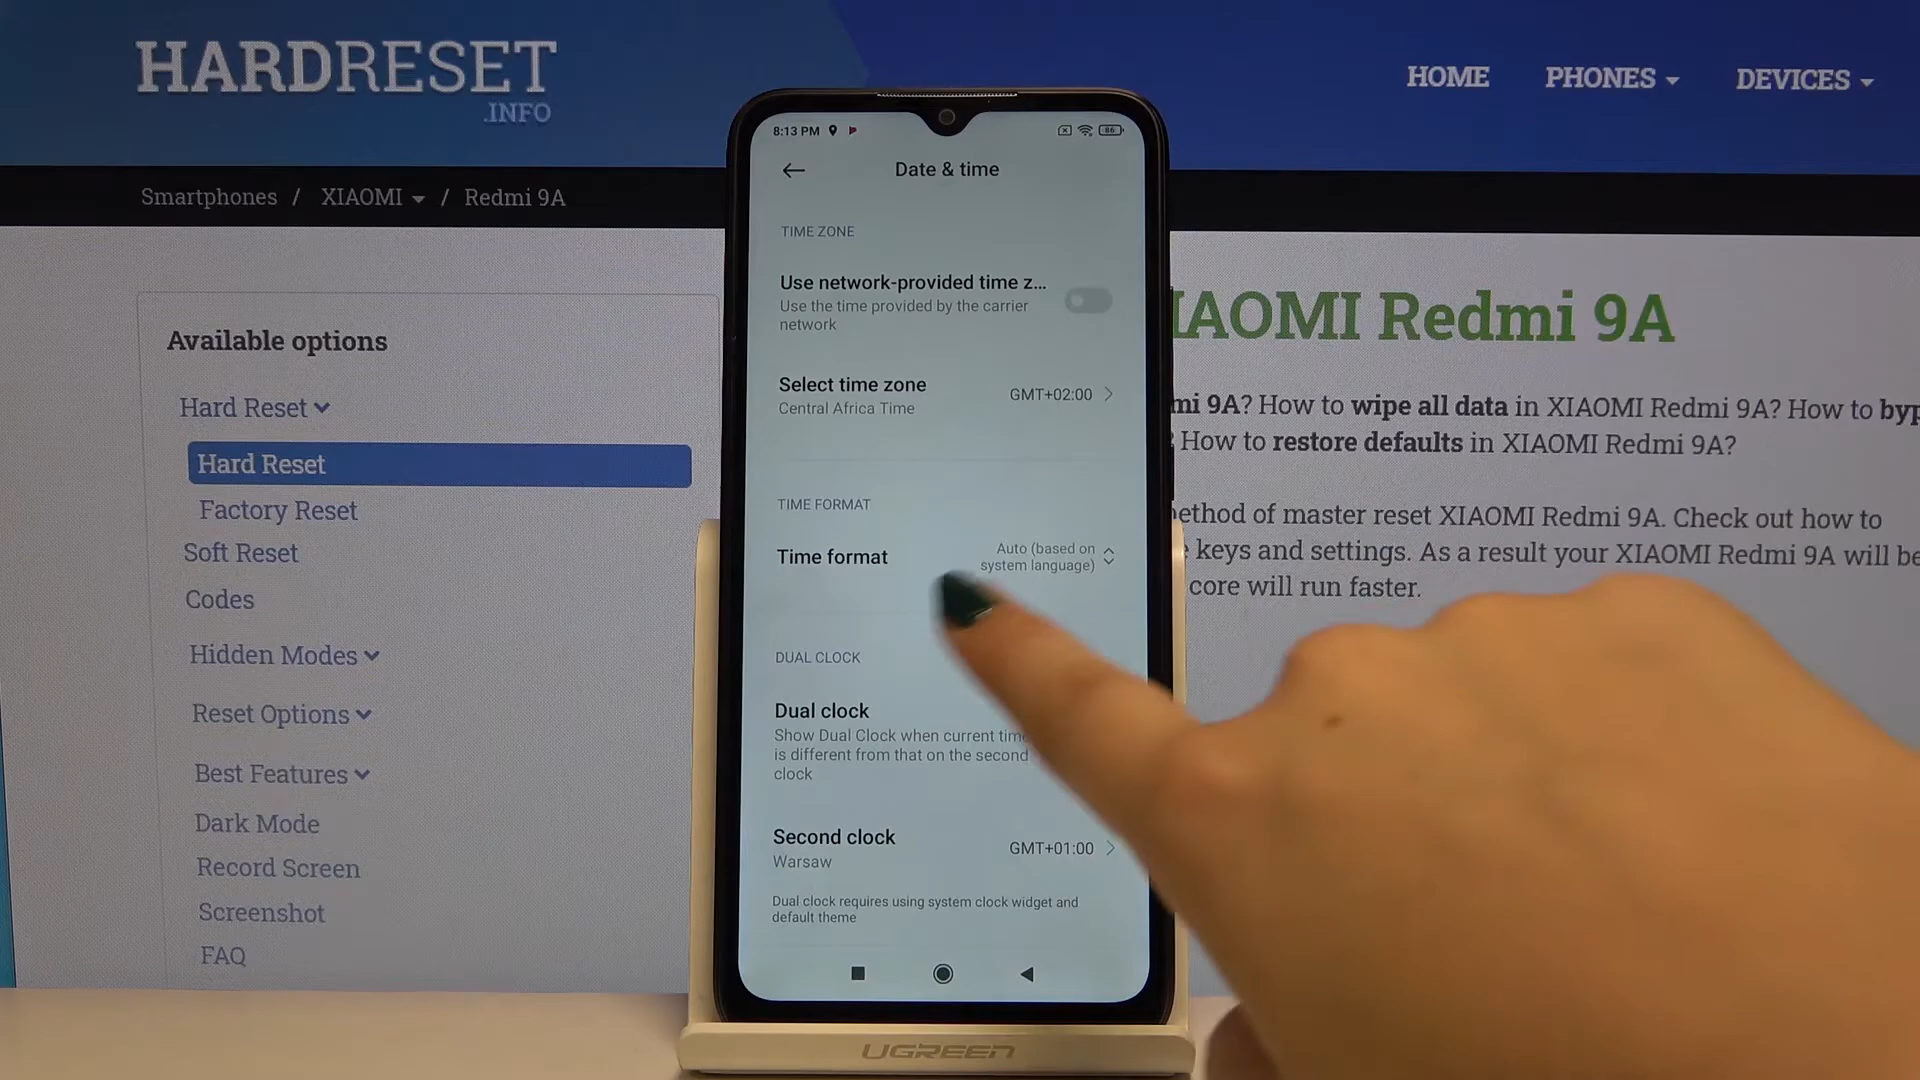 HARDRESET
.INFO
HOME PHONES DEVICES
Smartphones / XIAOMI / Redmi 9A
Available options
Hard Reset
Hard Reset
Factory Reset
Soft Reset
Codes
Hidden Modes
Reset Options
Best Features
Dark Mode
Record Screen
Screenshot
FAQ
8:13 PM
86
Date & time
TIME ZONE
Use network-provided time z...
Use the time provided by the carrier
network
Select time zone
GMT+02:00
Central Africa Time
TIME FORMAT
Time format
Auto (based on
system language)
DUAL CLOCK
Dual clock
Show Dual Clock when current time
is different from that on the second
clock
Second clock
GMT+01:00
Warsaw
Dual clock requires using system clock widget and
default theme
UGREEN
IAOMI Redmi 9A
mi 9A? How to wipe all data in XIAOMI Redmi 9A? How to byp
How to restore defaults in XIAOMI Redmi 9A?
ethod of master reset XIAOMI Redmi 9A. Check out how to
keys and settings. As a result your XIAOMI Redmi 9A will be
core will run faster.